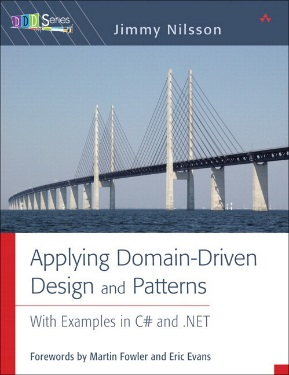 DDD Series
Jimmy Nilsson
Applying Domain-Driven
Design and Patterns
With Examples in C# and .NET
Forewords by Martin Fowler and Eric Evans